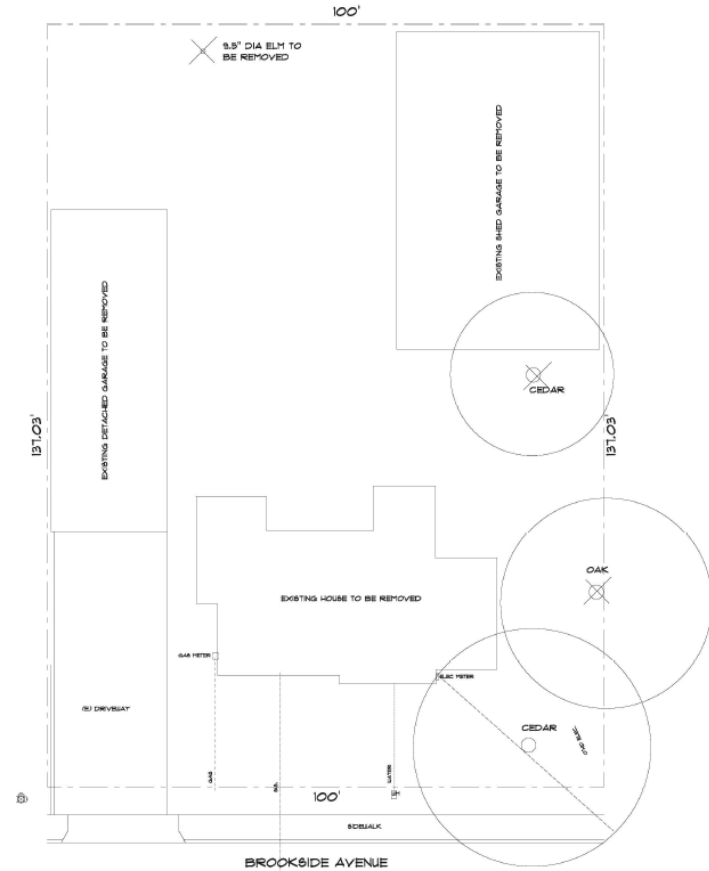 100'
9.5" DIA ELM TO
BE REMOVED
EXISTING SHED GARAGE TO BE REMOVED
EXISTING DETACHED GARAGE TO BE REMOVED
CEDAR
137.03'
137.03'
OAK
EXISTING HOUSE TO BE REMOVED
GAS METER
ELEC METER
(E) DRIVEWAY
CEDAR
OVHD ELEC
GAS
WATER
100'
SIDEWALK
BROOKSIDE AVENUE